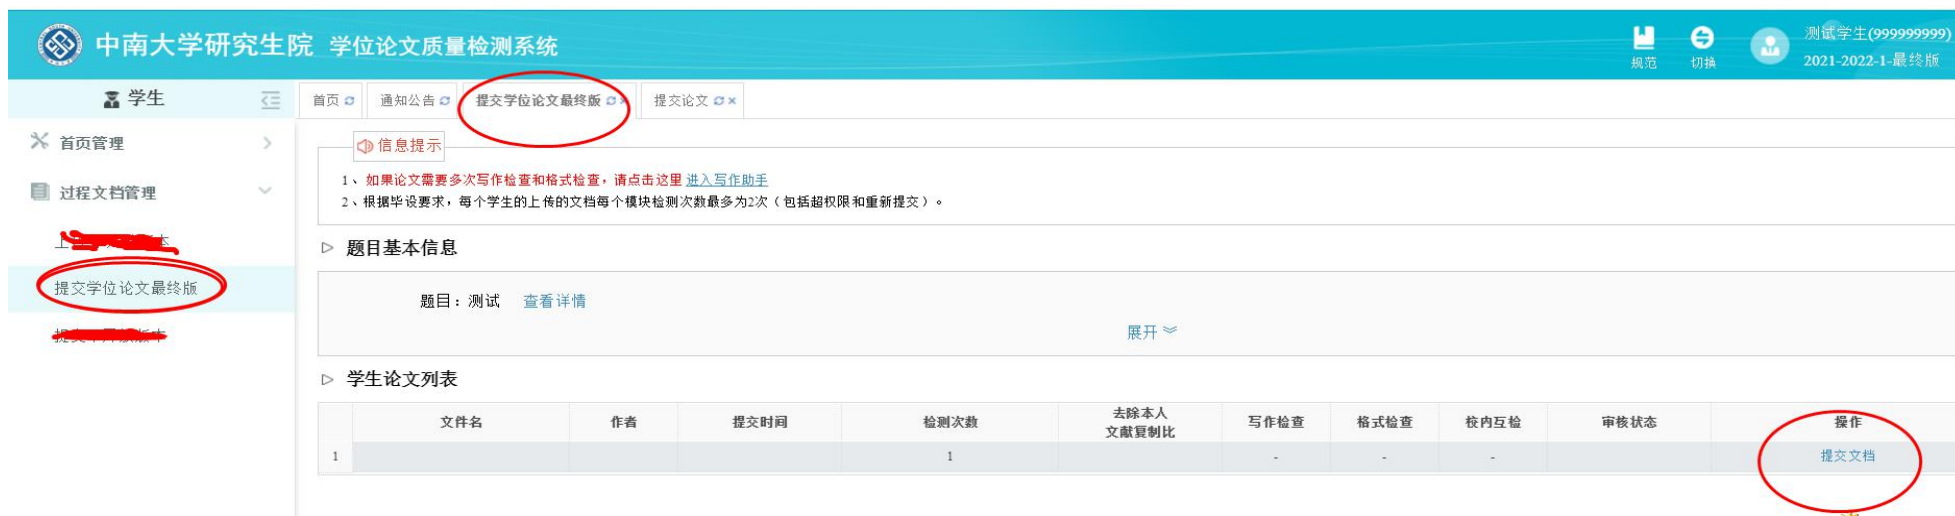 中南大学研究生院 学位论文质量检测系统
规范
切换
测试学生(999999999)
2021-2022-1-最终版
学生
首页
通知公告
提交学位论文最终版
提交论文
首页管理
过程文档管理
提交学位论文最终版
信息提示
1、如果论文需要多次写作检查和格式检查，请点击这里 进入写作助手
2、根据毕设要求，每个学生的上传的文档每个模块检测次数最多为2次（包括超权限和重新提交）。
题目基本信息
题目：测试 查看详情
展开
学生论文列表
文件名 作者 提交时间 检测次数 去除本人文献复制比 写作检查 格式检查 校内互检 审核状态 操作
1 1 - - - 提交文档